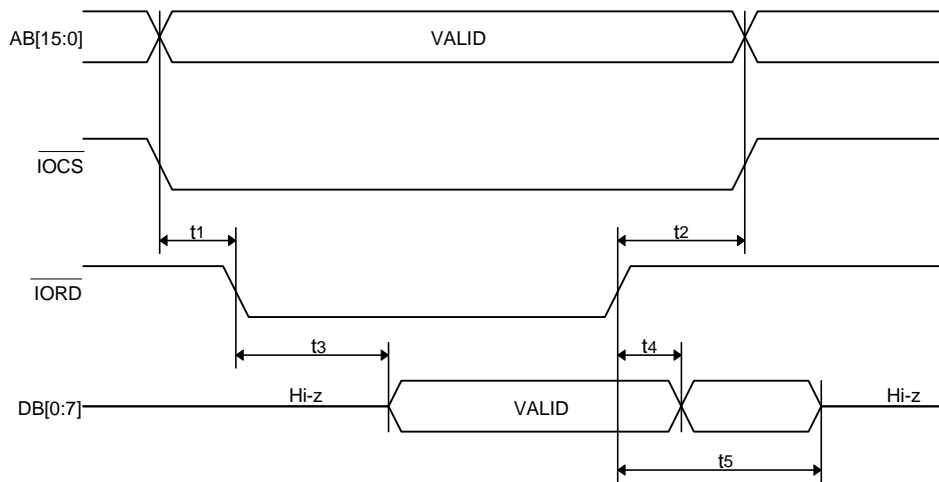 AB[15:0]
VALID
IOCS
t1
t2
IORD
t3
t4
DB[0:7]
Hi-z
VALID
Hi-z
t5